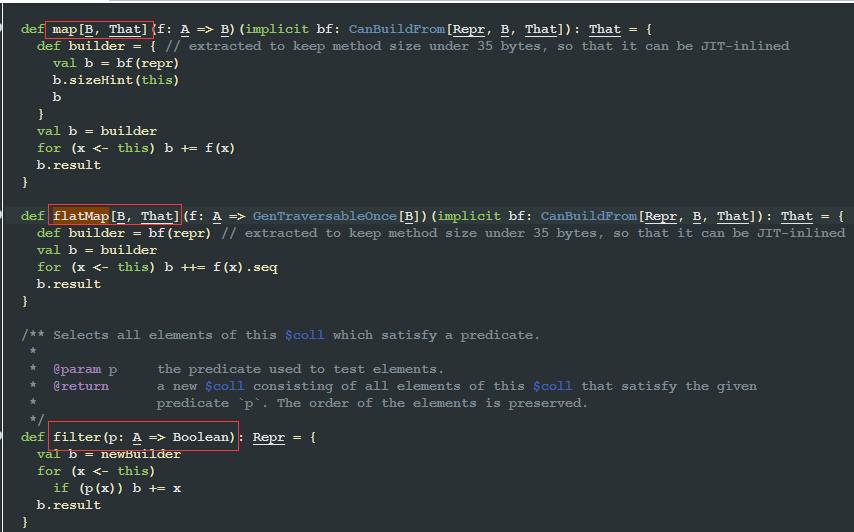 def map[B, That](f: A => B)(implicit bf: CanBuildFrom[Repr, B, That]): That = {
  def builder = { // extracted to keep method size under 35 bytes, so that it can be JIT-inlined
    val b = bf(repr)
    b.sizeHint(this)
    b
  }
  val b = builder
  for (x <- this) b += f(x)
  b.result
}
def flatMap[B, That](f: A => GenTraversableOnce[B])(implicit bf: CanBuildFrom[Repr, B, That]): That = {
  def builder = bf(repr) // extracted to keep method size under 35 bytes, so that it can be JIT-inlined
  val b = builder
  for (x <- this) b ++= f(x).seq
  b.result
}
/** Selects all elements of this $coll which satisfy a predicate.
 *
 *  @param p     the predicate used to test elements.
 *  @return      a new $coll consisting of all elements of this $coll that satisfy the given
 *               predicate `p`. The order of the elements is preserved.
 */
def filter(p: A => Boolean): Repr = {
  val b = newBuilder
  for (x <- this)
    if (p(x)) b += x
  b.result
}